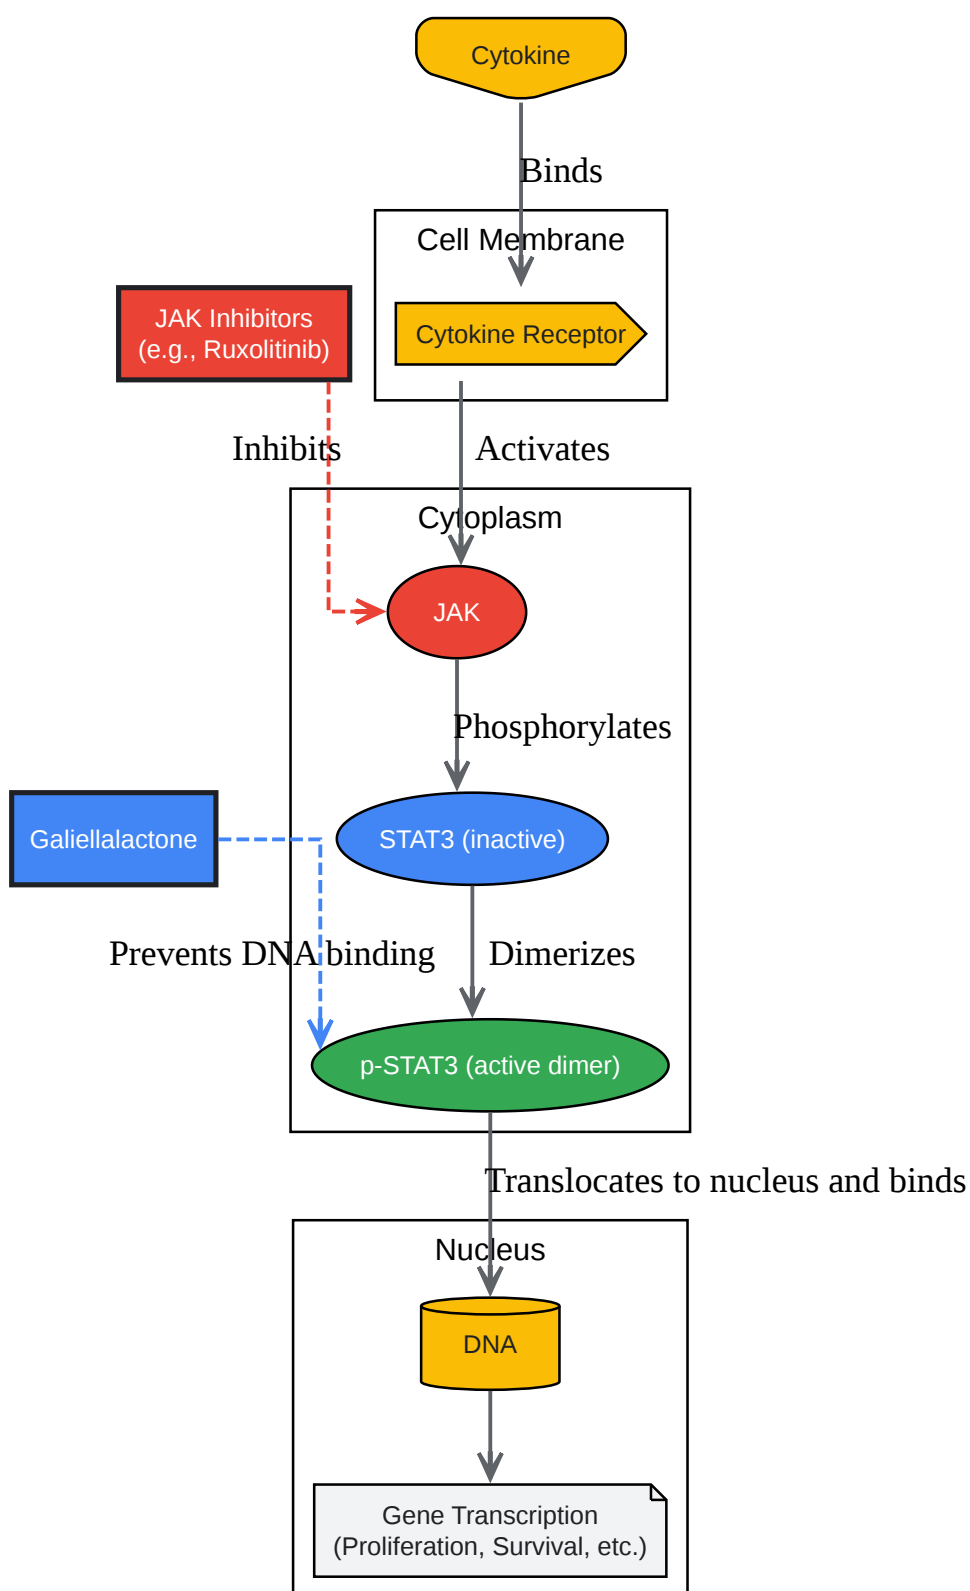 Cytokine
Binds
Cell Membrane
JAK Inhibitors
(e.g., Ruxolitinib)
Cytokine Receptor
Inhibits
Activates
Cytoplasm
JAK
Phosphorylates
Galiellalactone
STAT3 (inactive)
Prevents DNA binding
Dimerizes
p-STAT3 (active dimer)
Translocates to nucleus and binds
Nucleus
DNA
Gene Transcription
(Proliferation, Survival, etc.)